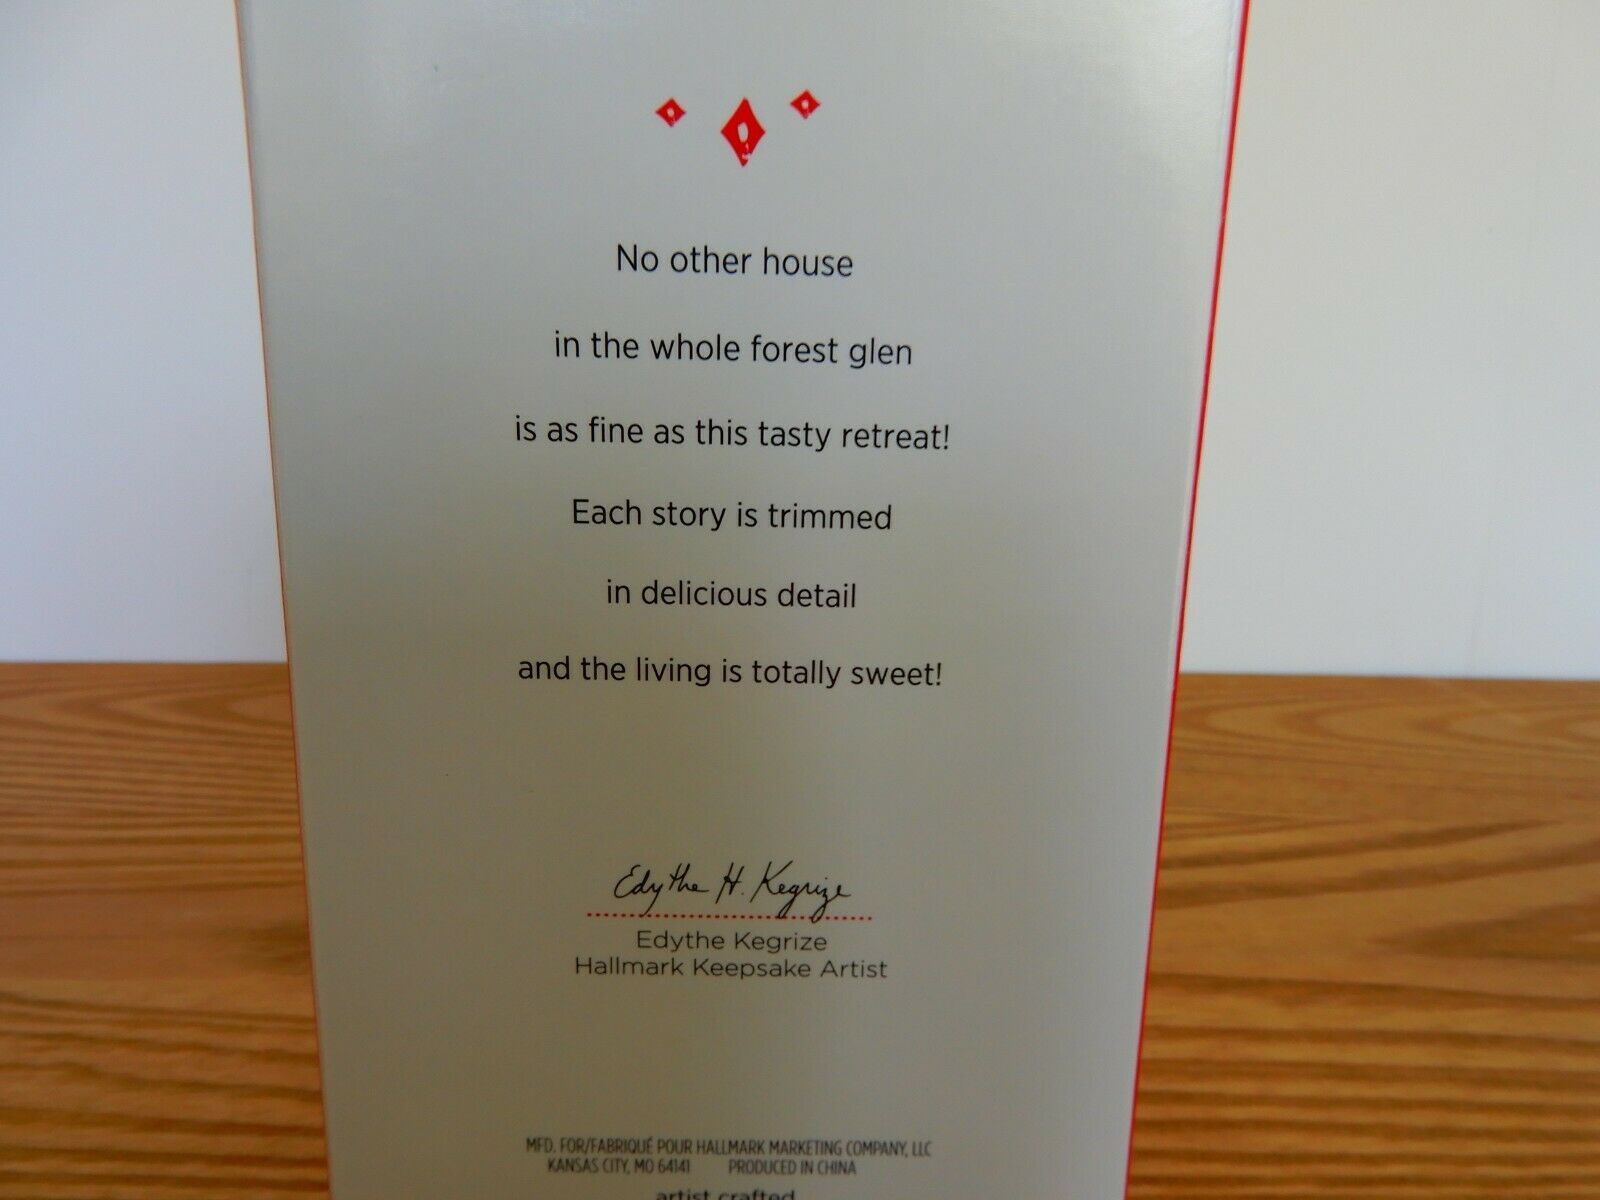 No other house
in the whole forest glen
is as fine as this tasty retreat!
Each story is trimmed
in delicious detail
and the living is totally sweet!
Edythe H. Kegrize
Edythe Kegrize
Hallmark Keepsake Artist
MFD. FOR/FABRIQUÉ POUR HALLMARK MARKETING COMPANY, LLC
KANSAS CITY, MO 64141 PRODUCED IN CHINA
artist crafted